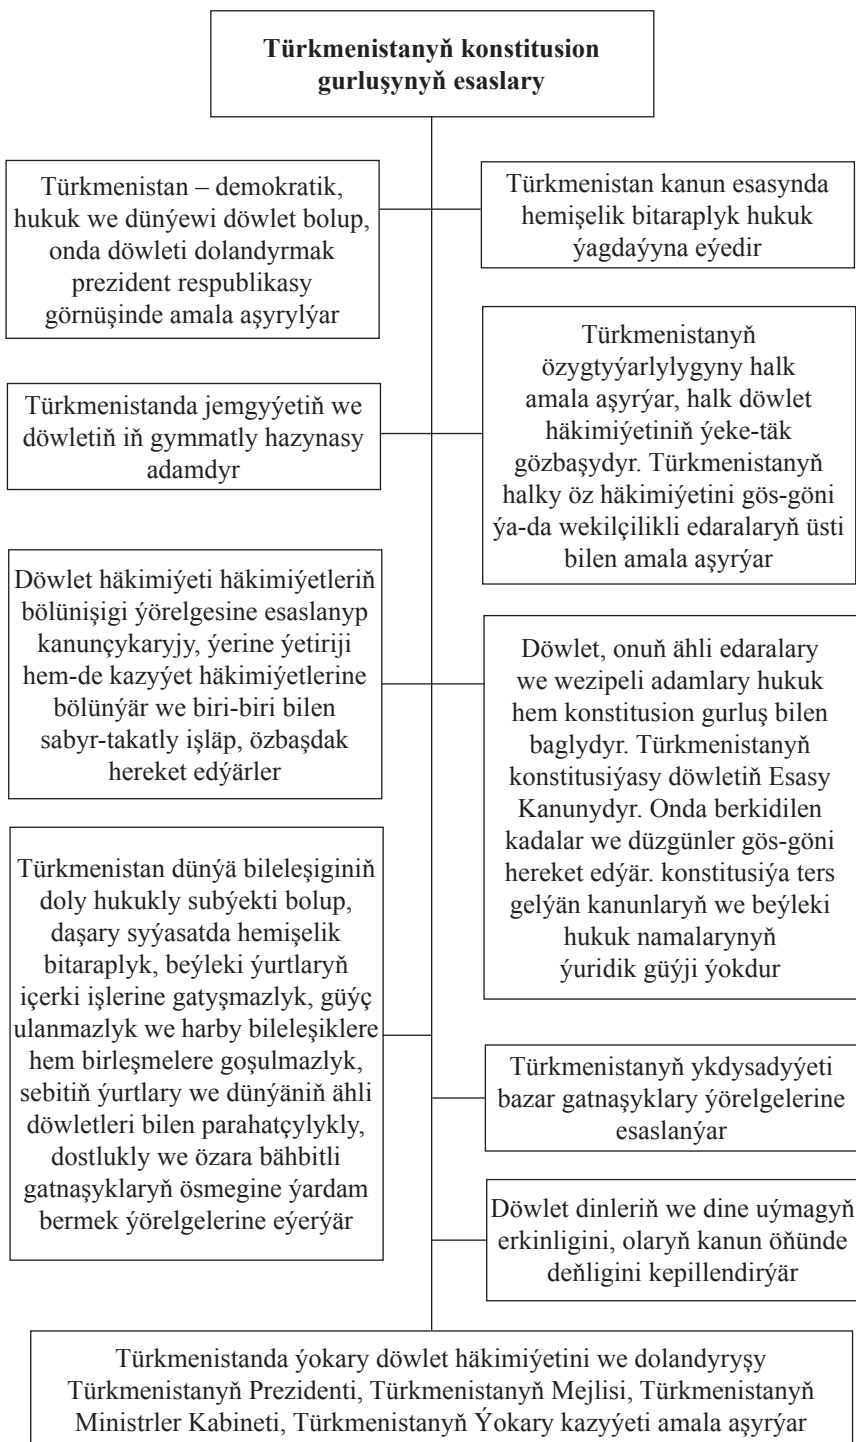 Türkmenistanyň konstitusion
gurluşynyň esaslary
Türkmenistan – demokratik,
hukuk we dünýewi döwlet bolup,
onda döwleti dolandyrmak
prezident respublikasy
görnüşinde amala aşyrylýar
Türkmenistan kanun esasynda
hemişelik bitaraplyk hukuk
ýagdaýyna eýedir
Türkmenistanda jemgyýetiň we
döwletiň iň gymmatly hazynasy
adamdyr
Türkmenistanyň
özygtyýarlylygyny halk
amala aşyrýar, halk döwlet
häkimiýetiniň ýeke-täk
gözbaşydyr. Türkmenistanyň
halky öz häkimiýetini gös-göni
ýa-da wekilçilikli edaralaryň üsti
bilen amala aşyrýar
Döwlet häkimiýeti häkimiýetleriň
bölünişigi ýörelgesine esaslanyp
kanunçykaryjy, ýerine ýetiriji
hem-de kazyýet häkimiýetlerine
bölünýär we biri-biri bilen
sabyr-takatly işläp, özbaşdak
hereket edýärler
Döwlet, onuň ähli edaralary
we wezipeli adamlary hukuk
hem konstitusion gurluş bilen
baglydyr. Türkmenistanyň
konstitusiýasy döwletiň Esasy
Kanunydyr. Onda berkidilen
kadalar we düzgünler gös-göni
hereket edýär. konstitusiýa ters
gelýän kanunlaryň we beýleki
hukuk namalarynyň
ýuridik güýji ýokdur
Türkmenistan dünýä bileleşiginiň
doly hukukly subýekti bolup,
daşary syýasatda hemişelik
bitaraplyk, beýleki ýurtlaryň
içerki işlerine gatyşmazlyk, güýç
ulanmazlyk we harby bileleşiklere
hem birleşmelere goşulmazlyk,
sebitiň ýurtlary we dünýäniň ähli
döwletleri bilen parahatçylykly,
dostlukly we özara bähbitli
gatnaşyklaryň ösmegine ýardam
bermek ýörelgelerine eýerýär
Türkmenistanyň ykdysadyýeti
bazar gatnaşyklary ýörelgelerine
esaslanýar
Döwlet dinleriň we dine uýmagyň
erkinligini, olaryň kanun öňünde
deňligini kepillendirýär
Türkmenistanda ýokary döwlet häkimiýetini we dolandyryşy
Türkmenistanyň Prezidenti, Türkmenistanyň Mejlisi, Türkmenistanyň
Ministrler Kabineti, Türkmenistanyň Ýokary kazyýeti amala aşyrýar